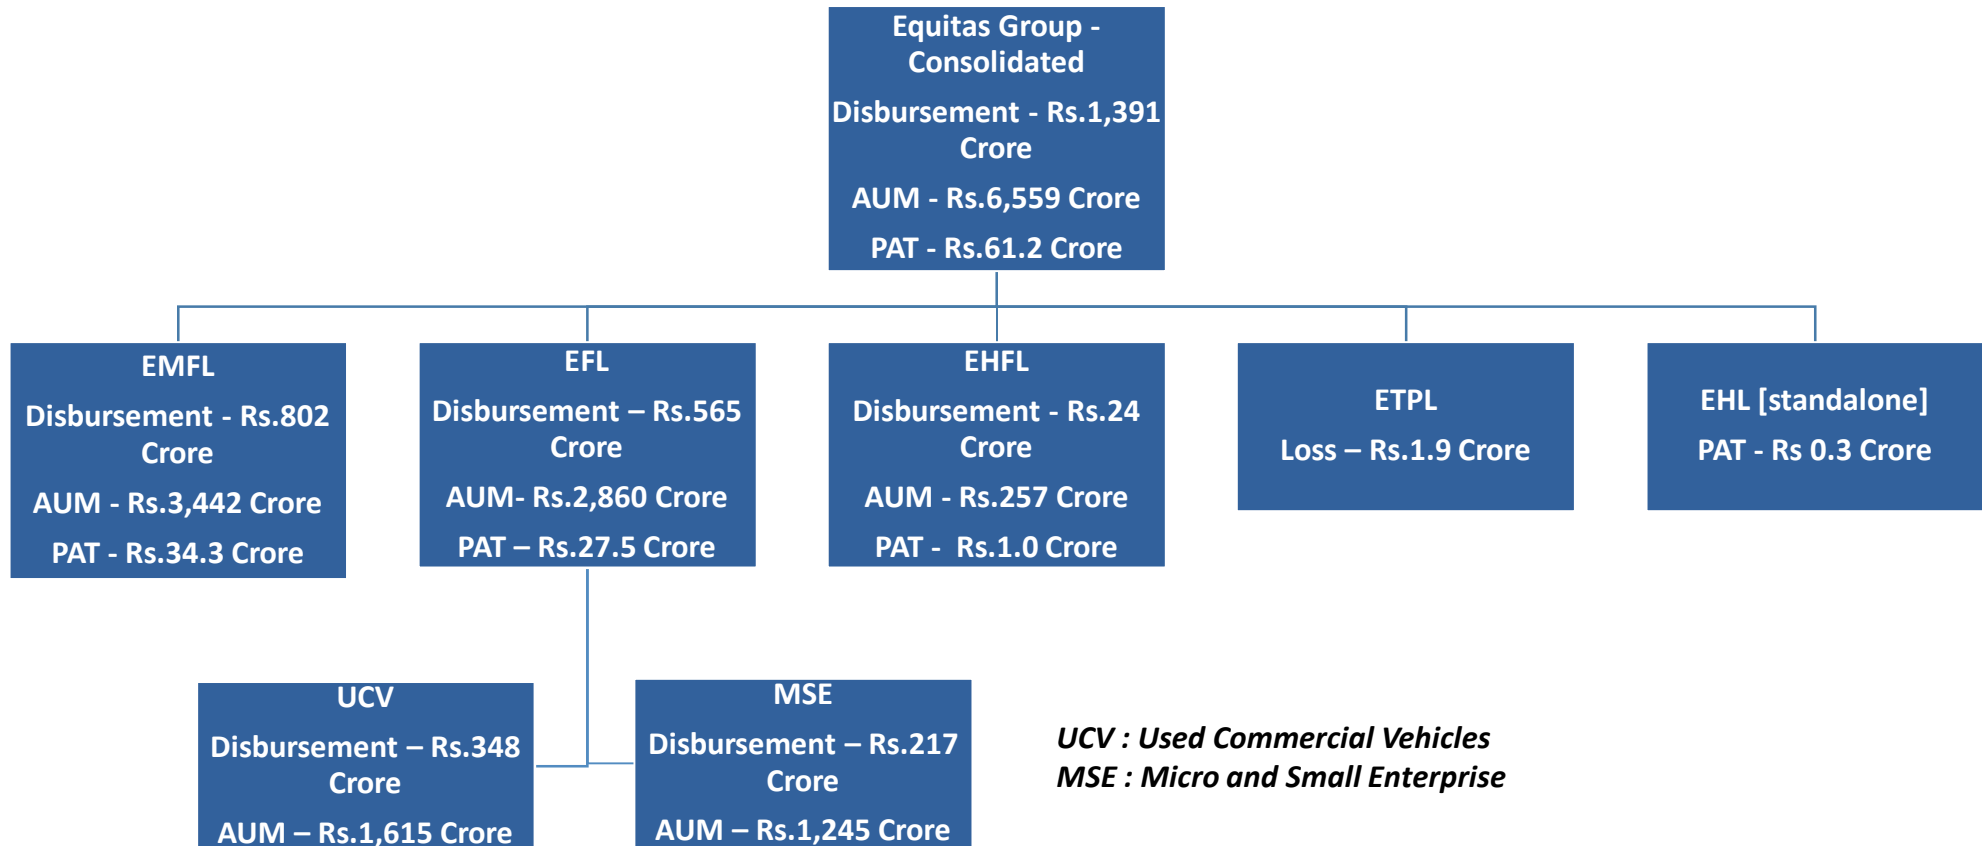 Equitas Group -
Consolidated
Disbursement - Rs.1,391
Crore
AUM - Rs.6,559 Crore
PAT - Rs.61.2 Crore
EMFL
Disbursement - Rs.802
Crore
AUM - Rs.3,442 Crore
PAT - Rs.34.3 Crore
EFL
Disbursement – Rs.565
Crore
AUM- Rs.2,860 Crore
PAT – Rs.27.5 Crore
EHFL
Disbursement - Rs.24
Crore
AUM - Rs.257 Crore
PAT - Rs.1.0 Crore
ETPL
Loss – Rs.1.9 Crore
EHL [standalone]
PAT - Rs 0.3 Crore
UCV
Disbursement – Rs.348
Crore
AUM – Rs.1,615 Crore
MSE
Disbursement – Rs.217
Crore
AUM – Rs.1,245 Crore
UCV : Used Commercial Vehicles
MSE : Micro and Small Enterprise